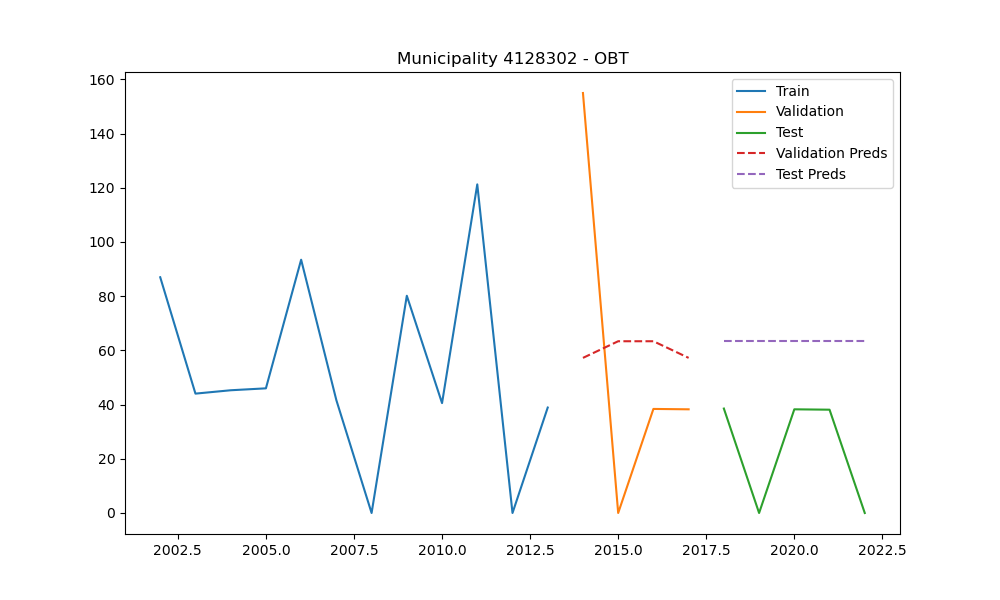 Municipality 4128302 - OBT
160
140
120
100
80
60
40
20
0
2002.5 2005.0 2007.5 2010.0 2012.5 2015.0 2017.5 2020.0 2022.5
Train
Validation
Test
Validation Preds
Test Preds